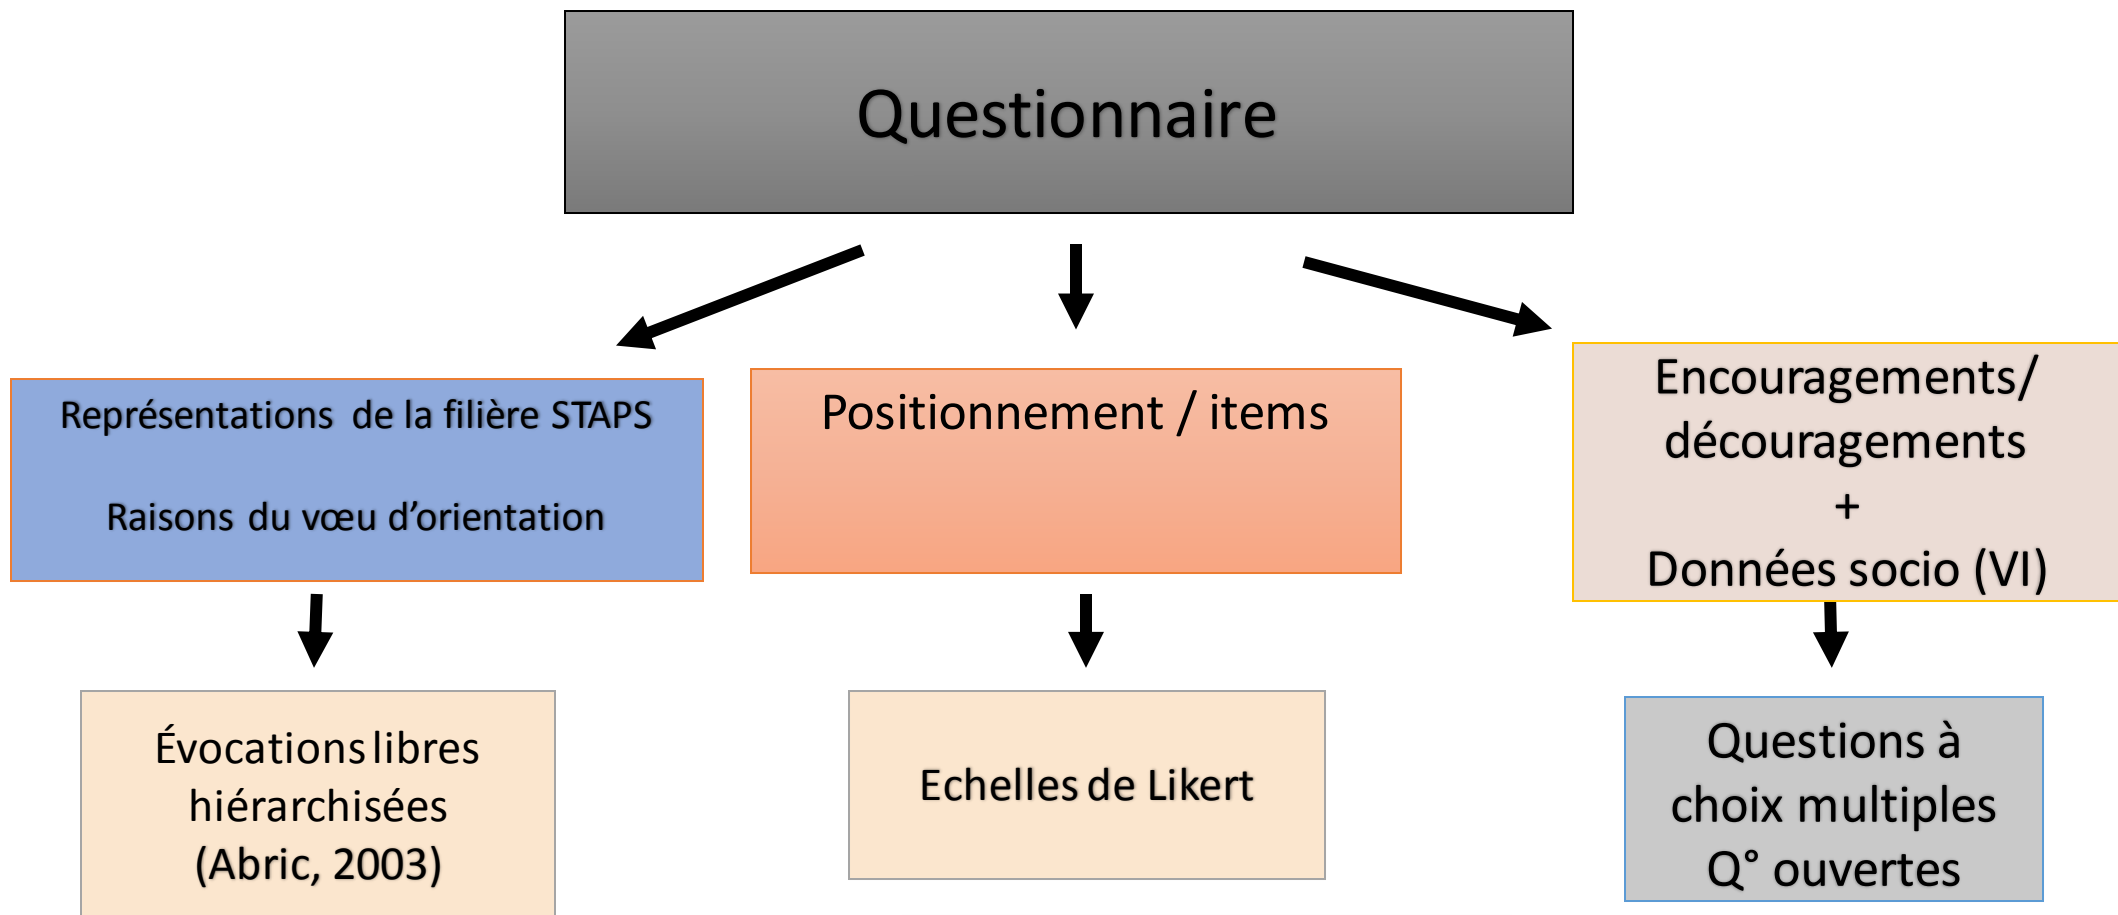 Questionnaire
Représentations de la filière STAPS
Raisons du vœu d’orientation
Positionnement / items
Encouragements/
découragements
+
Données socio (VI)
Évocations libres
hiérarchisées
(Abric, 2003)
Echelles de Likert
Questions à
choix multiples
Q° ouvertes